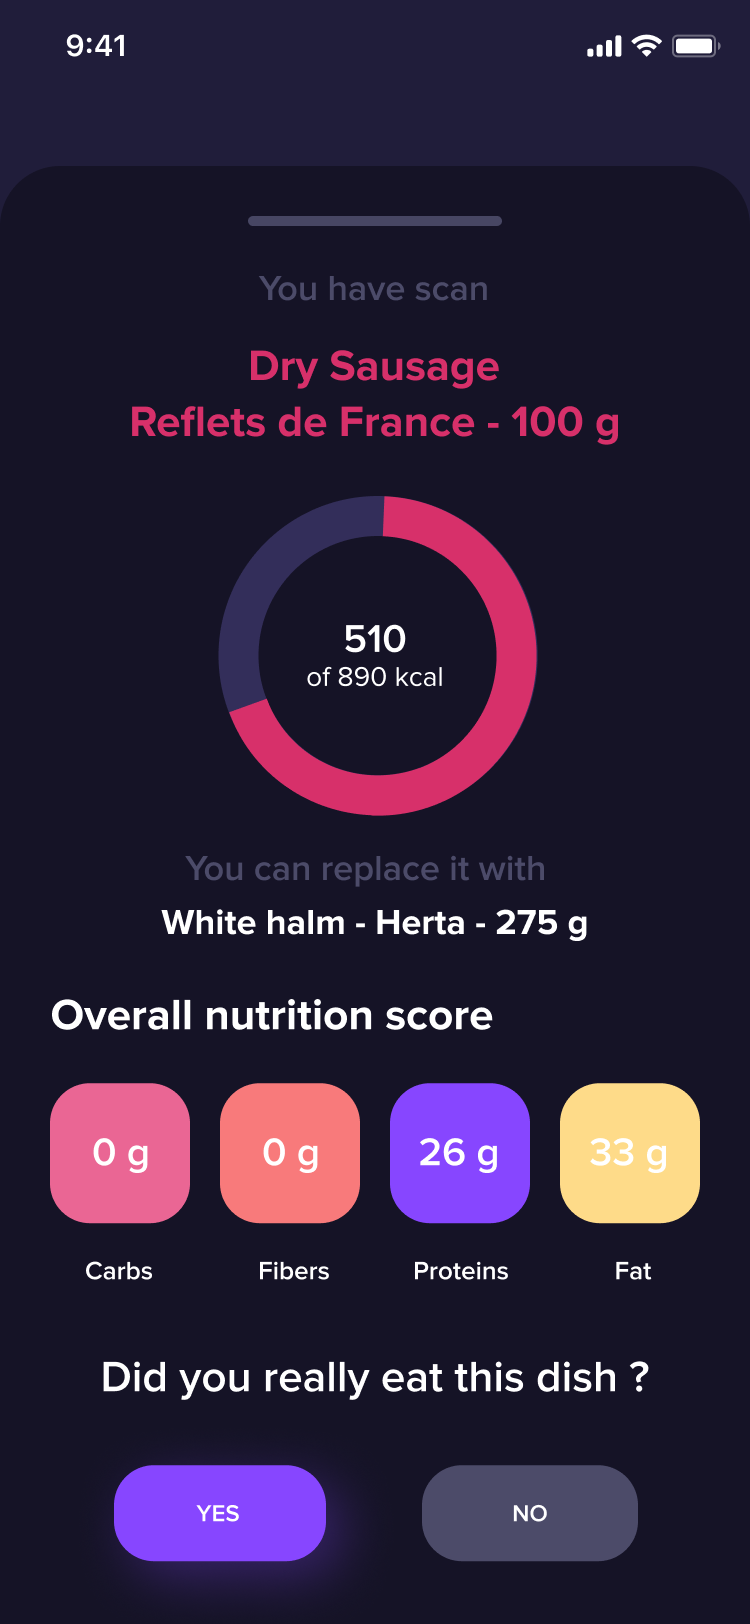 9:41
You have scan
Dry Sausage
Reflets de France - 100 g
510
of 890 kcal
You can replace it with
White halm - Herta - 275 g
Overall nutrition score
0 g 0 g 26 g 33 g
Carbs Fibers Proteins Fat
Did you really eat this dish ?
YES NO